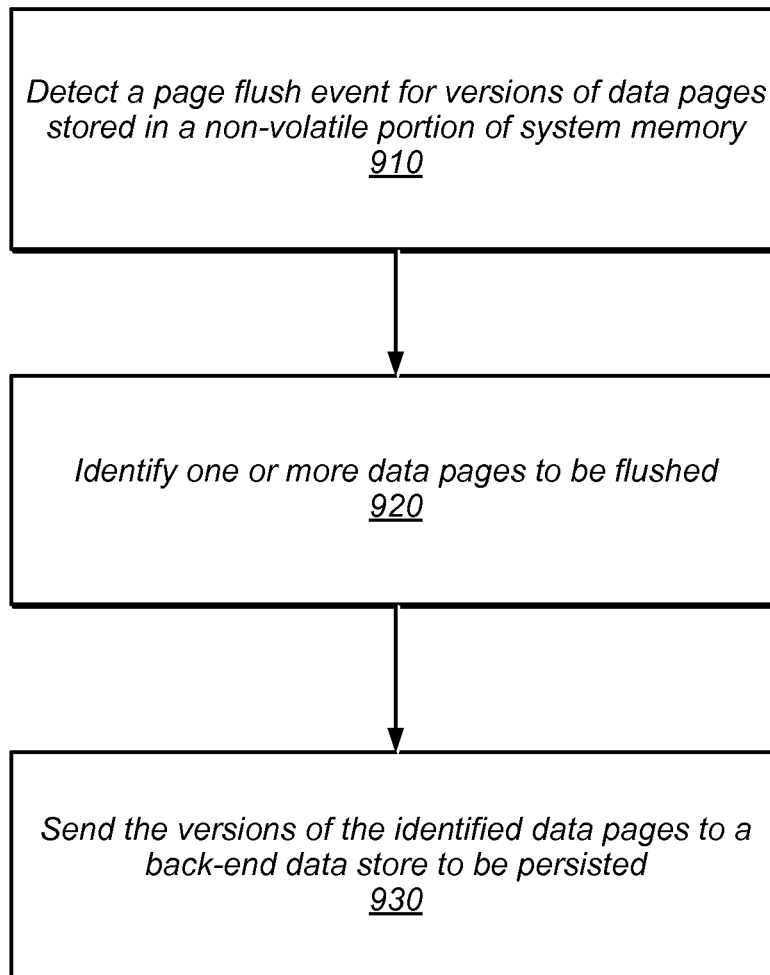 Detect a page flush event for versions of data pages
stored in a non-volatile portion of system memory
910
Identify one or more data pages to be flushed
920
Send the versions of the identified data pages to a
back-end data store to be persisted
930